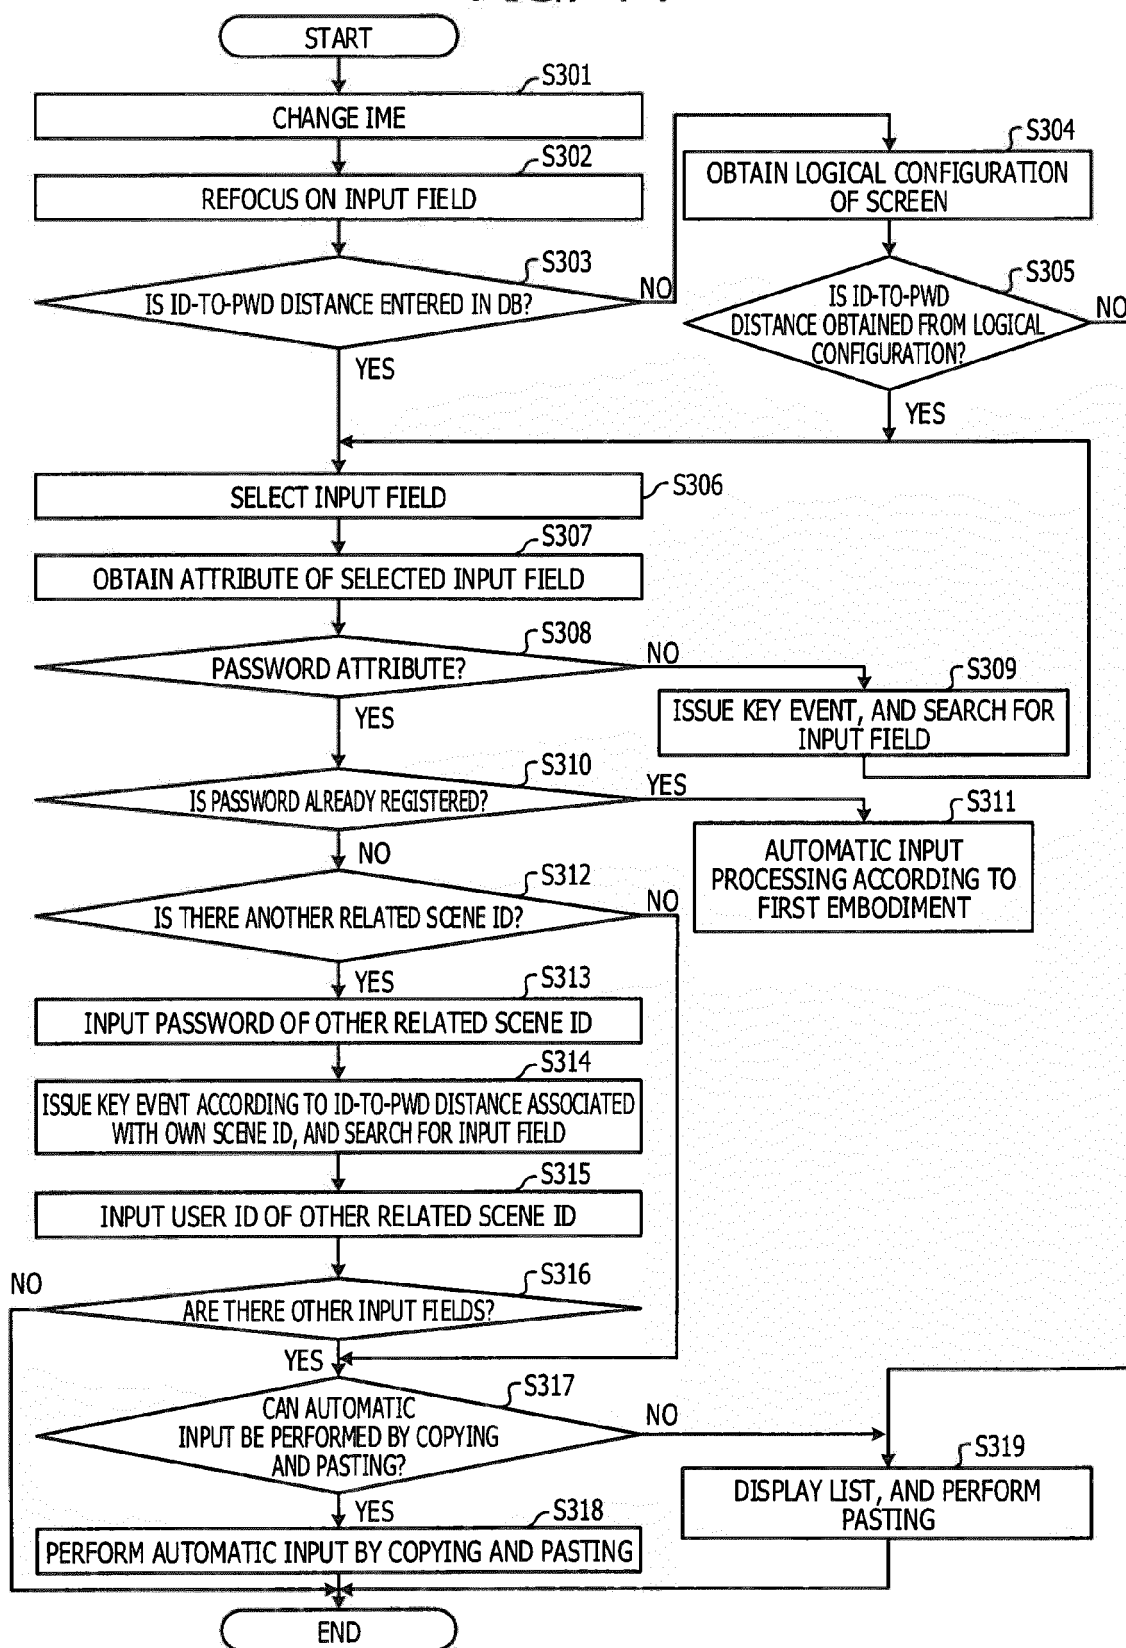 START
S301
CHANGE IME
S302
REFOCUS ON INPUT FIELD
S303
IS ID-TO-PWD DISTANCE ENTERED IN DB?
NO
YES
S304
OBTAIN LOGICAL CONFIGURATION
OF SCREEN
S305
IS ID-TO-PWD
DISTANCE OBTAINED FROM LOGICAL
CONFIGURATION?
NO
YES
S306
SELECT INPUT FIELD
S307
OBTAIN ATTRIBUTE OF SELECTED INPUT FIELD
S308
PASSWORD ATTRIBUTE?
NO
YES
S309
ISSUE KEY EVENT, AND SEARCH FOR
INPUT FIELD
S310
IS PASSWORD ALREADY REGISTERED?
YES
NO
S311
AUTOMATIC INPUT
PROCESSING ACCORDING TO
FIRST EMBODIMENT
S312
IS THERE ANOTHER RELATED SCENE ID?
NO
YES
S313
INPUT PASSWORD OF OTHER RELATED SCENE ID
S314
ISSUE KEY EVENT ACCORDING TO ID-TO-PWD DISTANCE ASSOCIATED
WITH OWN SCENE ID, AND SEARCH FOR INPUT FIELD
S315
INPUT USER ID OF OTHER RELATED SCENE ID
S316
NO
ARE THERE OTHER INPUT FIELDS?
YES
S317
CAN AUTOMATIC
INPUT BE PERFORMED BY COPYING
AND PASTING?
NO
YES
S318
PERFORM AUTOMATIC INPUT BY COPYING AND PASTING
S319
DISPLAY LIST, AND PERFORM
PASTING
END